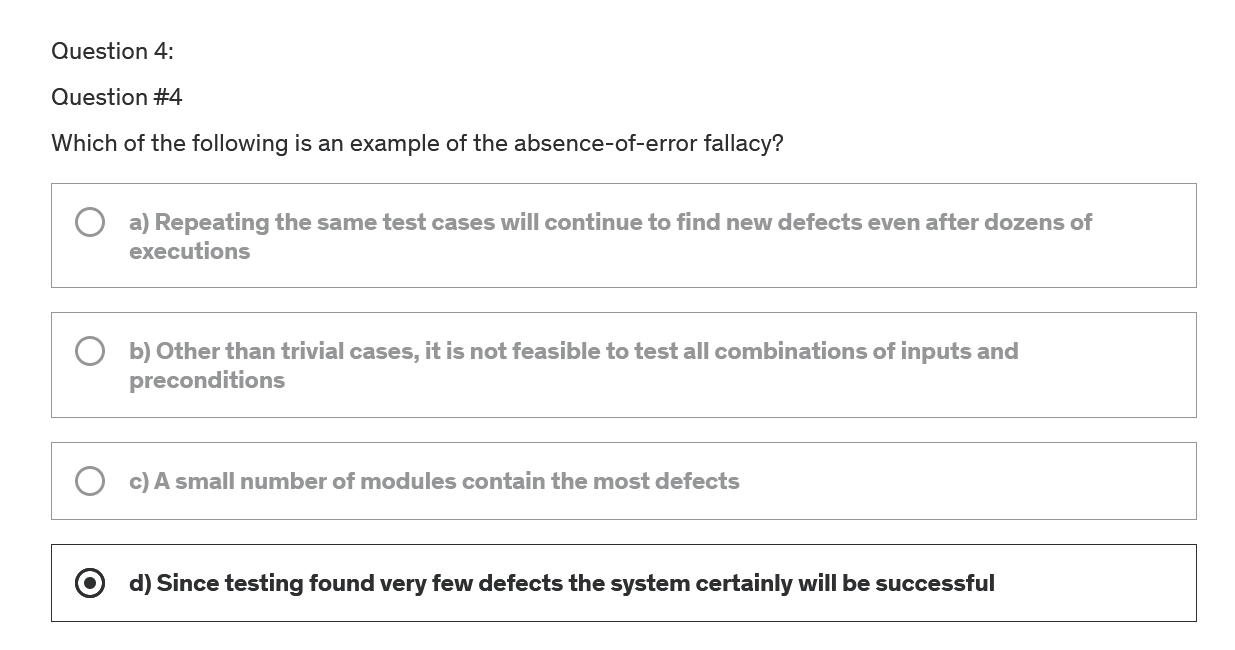 Question 4:
Question #4
Which of the following is an example of the absence-of-error fallacy?
a) Repeating the same test cases will continue to find new defects even after dozens of
executions
b) Other than trivial cases, it is not feasible to test all combinations of inputs and
preconditions
c) A small number of modules contain the most defects
d) Since testing found very few defects the system certainly will be successful